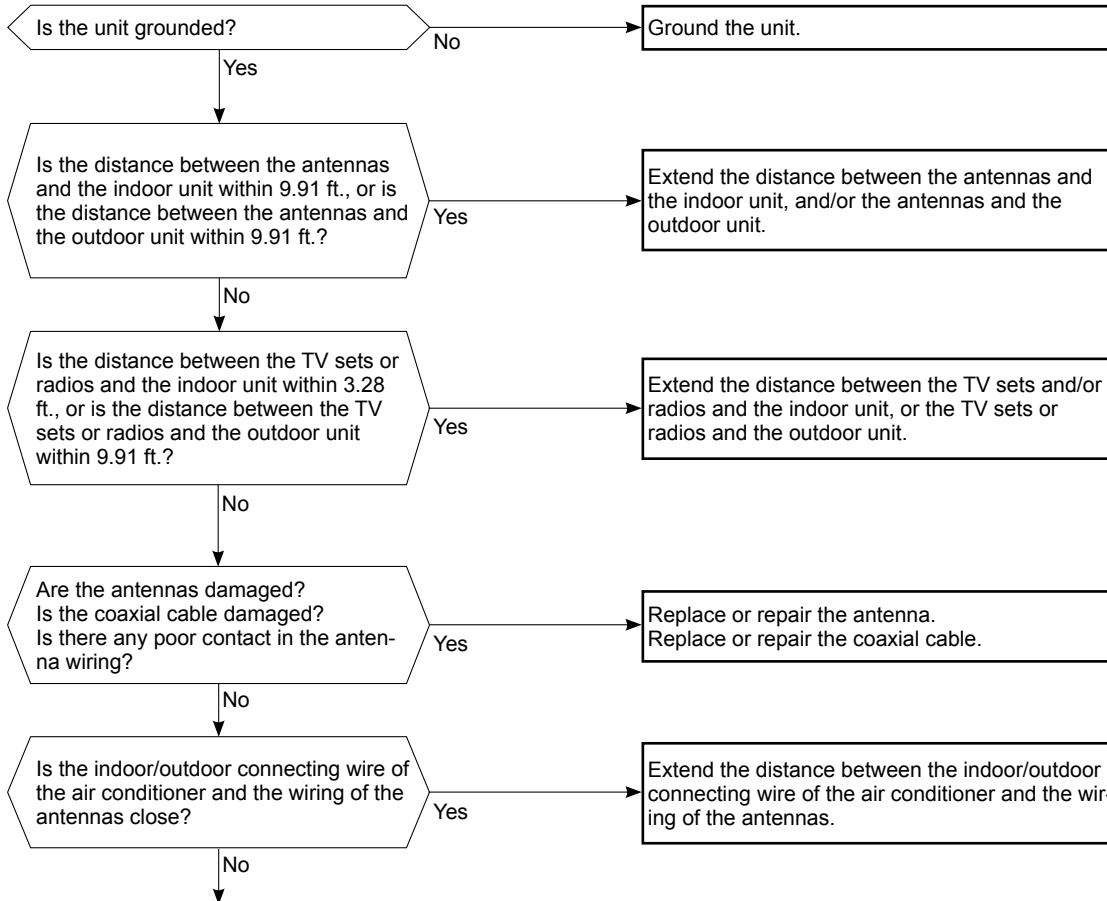 Is the unit grounded?
No
Ground the unit.
Yes
Is the distance between the antennas
and the indoor unit within 9.91 ft., or is
the distance between the antennas and
the outdoor unit within 9.91 ft.?
Yes
Extend the distance between the antennas and
the indoor unit, and/or the antennas and the
outdoor unit.
No
Is the distance between the TV sets or
radios and the indoor unit within 3.28
ft., or is the distance between the TV
sets or radios and the outdoor unit
within 9.91 ft.?
Yes
Extend the distance between the TV sets and/or
radios and the indoor unit, or the TV sets or
radios and the outdoor unit.
No
Are the antennas damaged?
Is the coaxial cable damaged?
Is there any poor contact in the anten-
na wiring?
Yes
Replace or repair the antenna.
Replace or repair the coaxial cable.
No
Is the indoor/outdoor connecting wire of
the air conditioner and the wiring of the
antennas close?
Yes
Extend the distance between the indoor/outdoor
connecting wire of the air conditioner and the wir-
ing of the antennas.
No